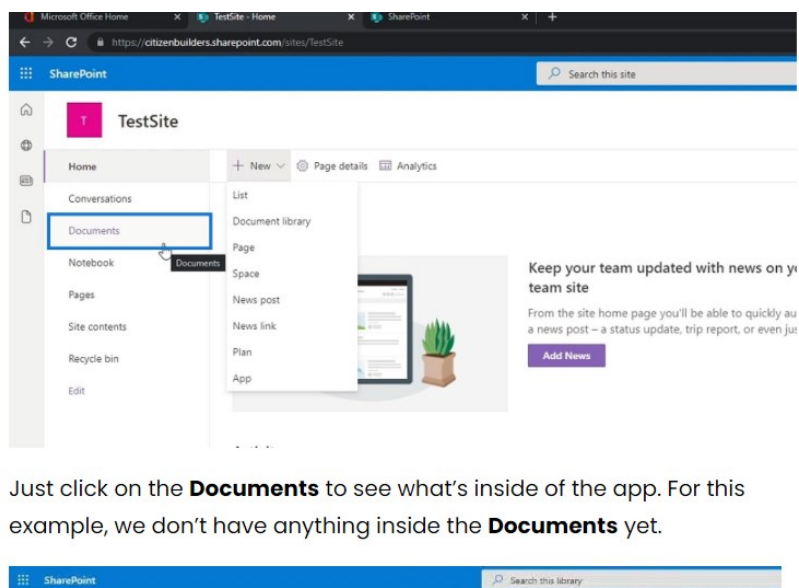 Microsoft Office Home
TestSite - Home
SharePoint
https://citizenbuilders.sharepoint.com/sites/TestSite
SharePoint
Search this site
T
TestSite
Home
+ New
Page details
Analytics
Conversations
List
Documents
Document library
Page
Notebook
Documents
Space
Pages
News post
Site contents
News link
Recycle bin
Plan
Edit
App
Keep your team updated with news on
team site
From the site home page you'll be able to quickly
a news post – a status update, trip report, or even
Add News
Just click on the Documents to see what's inside of the app. For this
example, we don't have anything inside the Documents yet.
SharePoint
Search this library